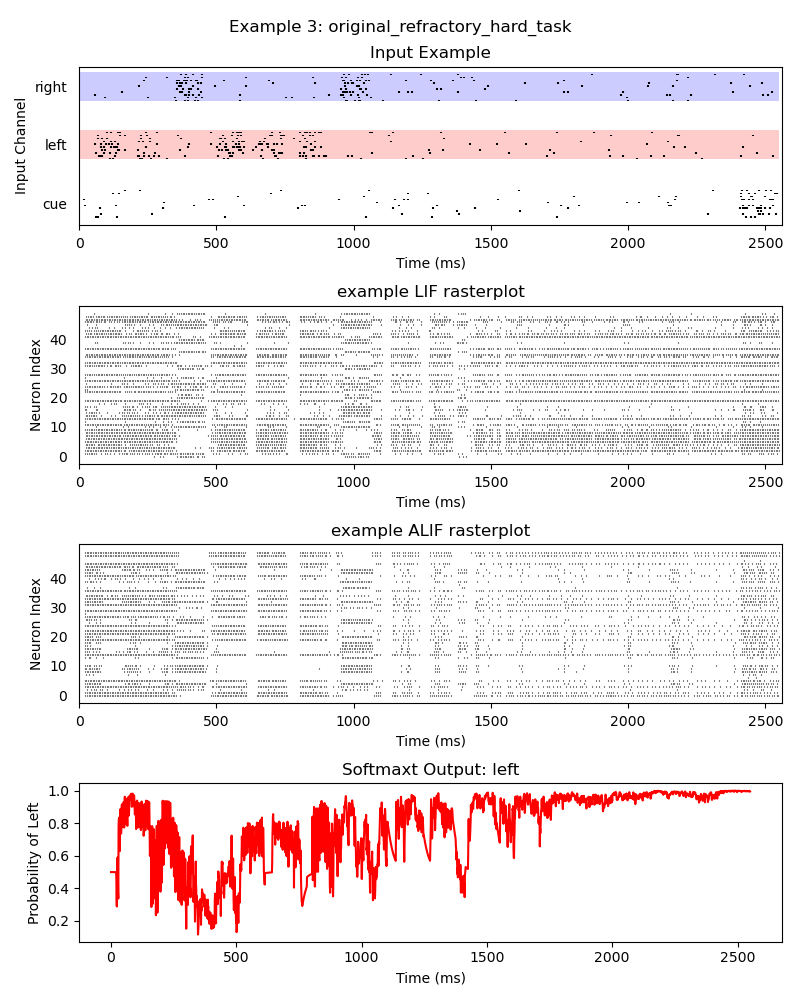 Example 3: original_refractory_hard_task
Input Example
Input Channel
right
left
cue
0 500 1000 1500 2000 2500
Time (ms)
example LIF rasterplot
Neuron Index
40
30
20
10
0
0 500 1000 1500 2000 2500
Time (ms)
example ALIF rasterplot
Neuron Index
40
30
20
10
0
0 500 1000 1500 2000 2500
Time (ms)
Softmaxt Output: left
Probability of Left
1.0
0.8
0.6
0.4
0.2
0 500 1000 1500 2000 2500
Time (ms)